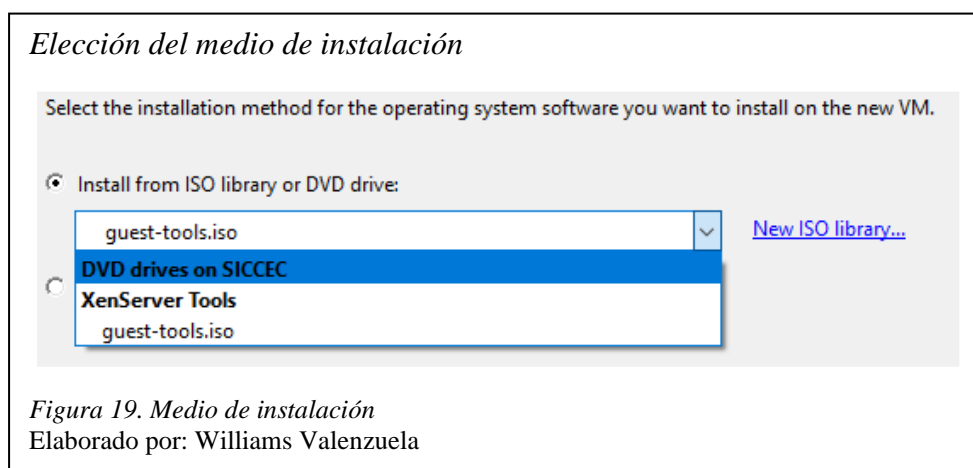 Elección del medio de instalación
Select the installation method for the operating system software you want to install on the new VM.
Install from ISO library or DVD drive:
guest-tools.iso
New ISO library...
DVD drives on SICCEC
XenServer Tools
guest-tools.iso
Figura 19. Medio de instalación
Elaborado por: Williams Valenzuela